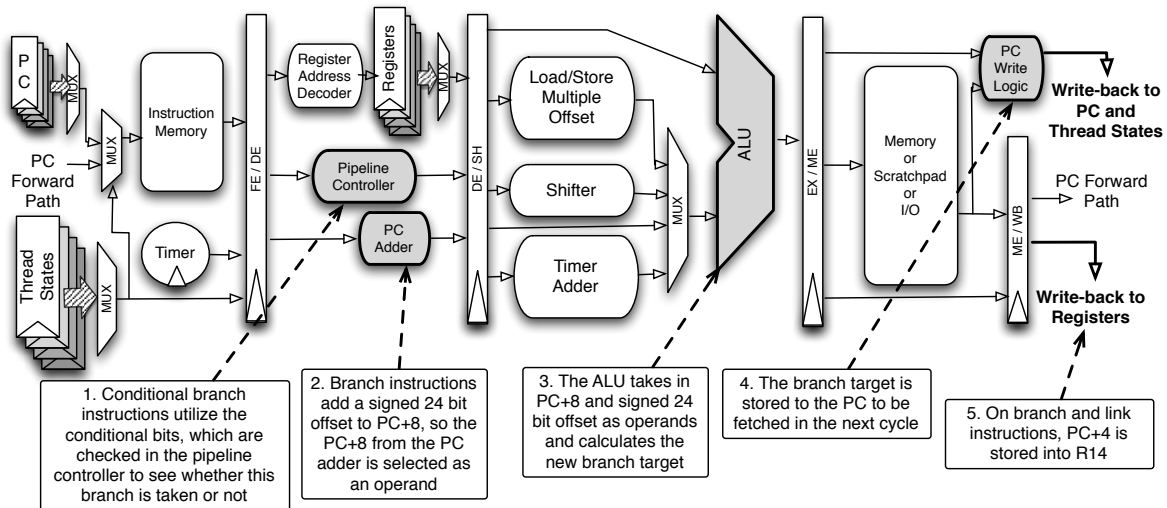 PC
MUX
MUX
PC
Forward
Path
Thread
States
MUX
Instruction
Memory
Timer
FE / DE
Register
Address
Decoder
Registers
MUX
Pipeline
Controller
PC
Adder
DE / SH
Load/Store
Multiple
Offset
Shifter
Timer
Adder
MUX
ALU
EX / ME
Memory
or
Scratchpad
or
I/O
PC
Write
Logic
Write-back to
PC and
Thread States
ME / WB
PC Forward
Path
Write-back to
Registers
1. Conditional branch
instructions utilize the
conditional bits, which are
checked in the pipeline
controller to see whether this
branch is taken or not
2. Branch instructions
add a signed 24 bit
offset to PC+8, so the
PC+8 from the PC
adder is selected as
an operand
3. The ALU takes in
PC+8 and signed 24
bit offset as operands
and calculates the
new branch target
4. The branch target is
stored to the PC to be
fetched in the next cycle
5. On branch and link
instructions, PC+4 is
stored into R14